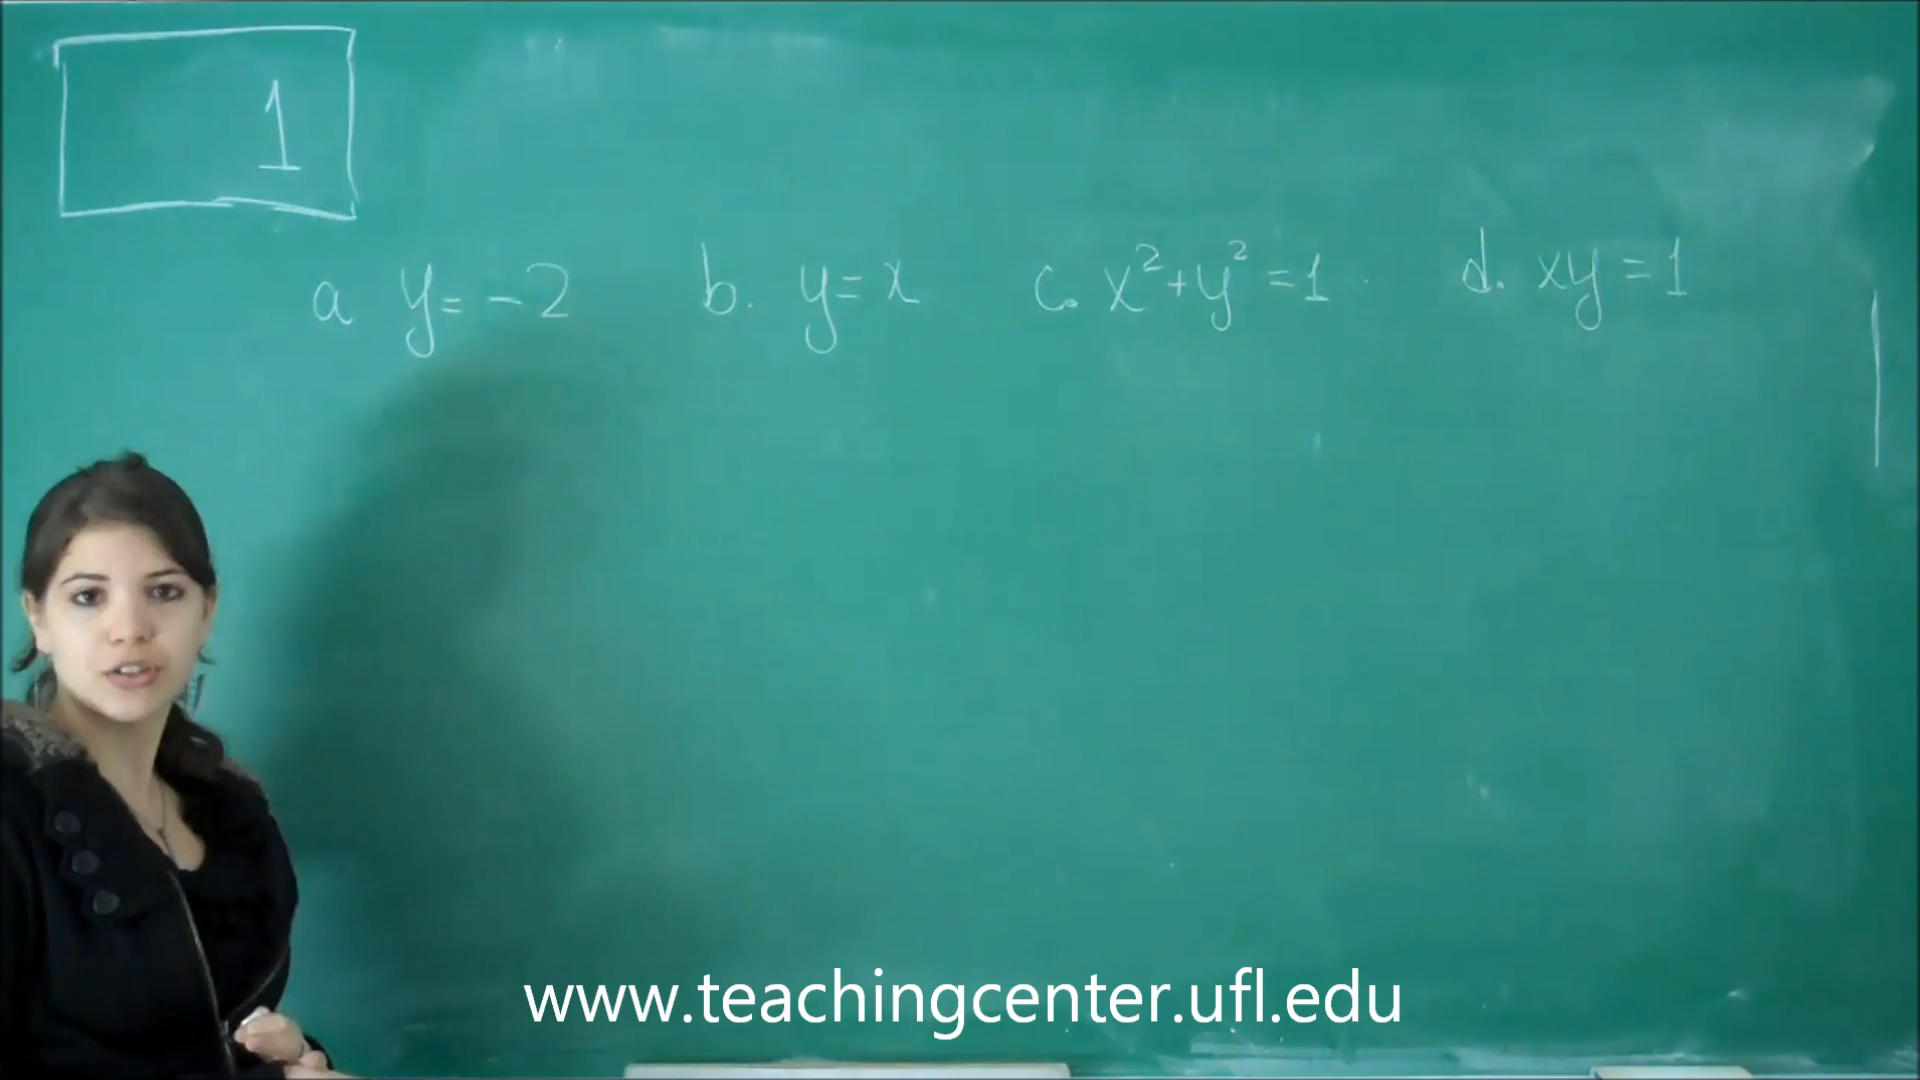 1
a y = -2 b. y = x c. x² + y² = 1 d. xy = 1
www.teachingcenter.ufl.edu